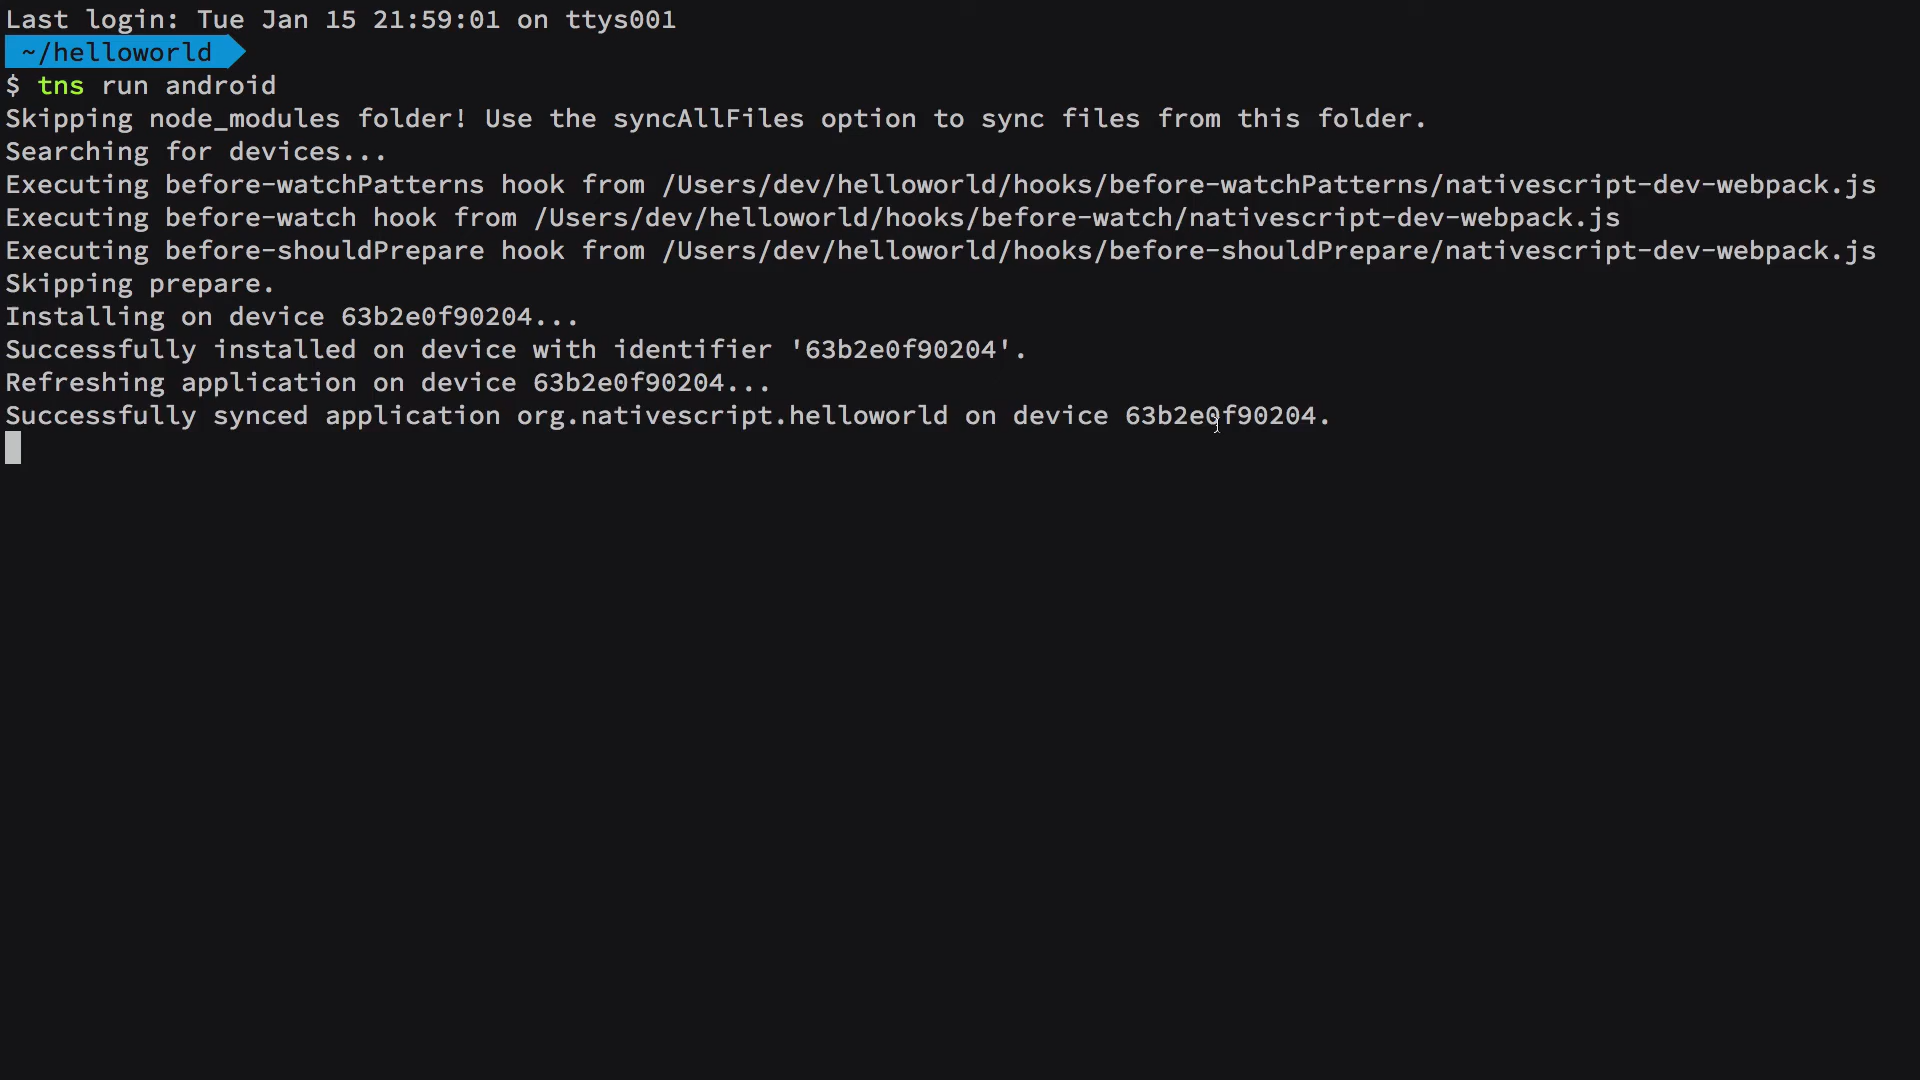 Last login: Tue Jan 15 21:59:01 on ttys001
~/helloworld
$ tns run android
Skipping node_modules folder! Use the syncAllFiles option to sync files from this folder.
Searching for devices...
Executing before-watchPatterns hook from /Users/dev/helloworld/hooks/before-watchPatterns/nativescript-dev-webpack.js
Executing before-watch hook from /Users/dev/helloworld/hooks/before-watch/nativescript-dev-webpack.js
Executing before-shouldPrepare hook from /Users/dev/helloworld/hooks/before-shouldPrepare/nativescript-dev-webpack.js
Skipping prepare.
Installing on device 63b2e0f90204...
Successfully installed on device with identifier '63b2e0f90204'.
Refreshing application on device 63b2e0f90204...
Successfully synced application org.nativescript.helloworld on device 63b2e0f90204.